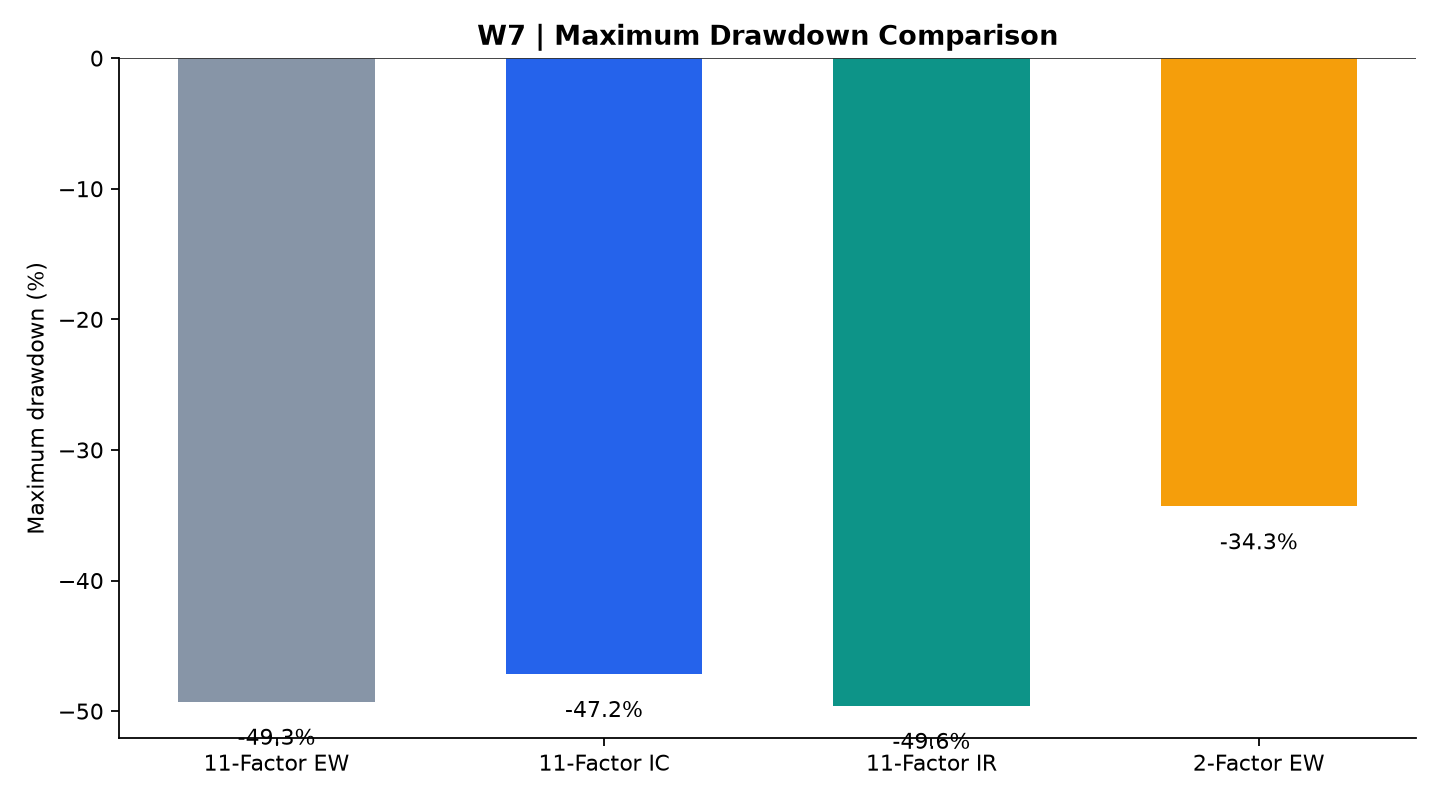 W7 | Maximum Drawdown Comparison
Maximum drawdown (%)
0
−10
−20
−30
−40
−50
-49.3%
-47.2%
-49.6%
-34.3%
11-Factor EW
11-Factor IC
11-Factor IR
2-Factor EW